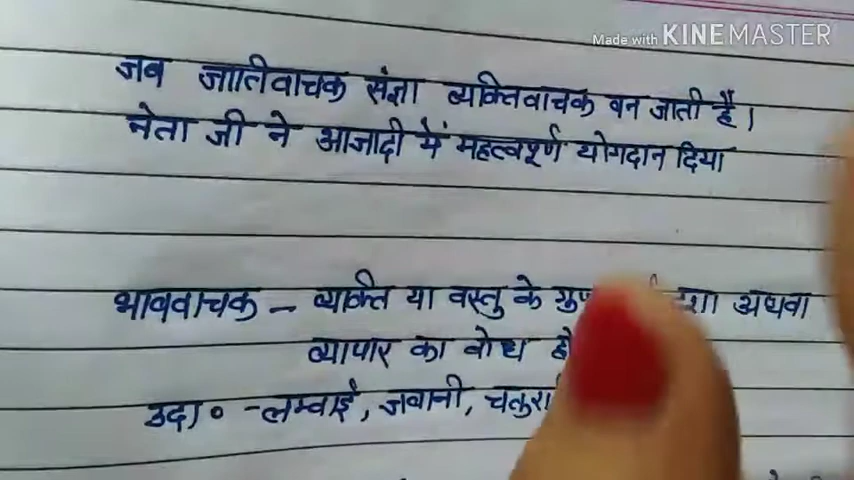 Made with KINEMASTER
जब जातिवाचक संज्ञा व्यक्तिवाचक बन जाती है।
नेता जी ने आजादी में महत्वपूर्ण योगदान दिया
भाववाचक – व्यक्ति या वस्तु के अथवा
व्यापार का बोध
उदा० - लम्बाई, जवानी,